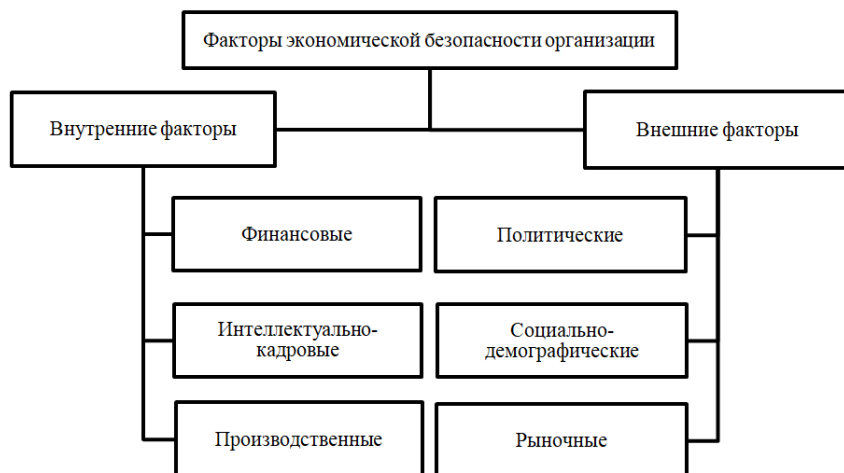 Факторы экономической безопасности организации
Внутренние факторы
Внешние факторы
Финансовые
Политические
Интеллектуально-
кадровые
Социально-
демографические
Производственные
Рыночные